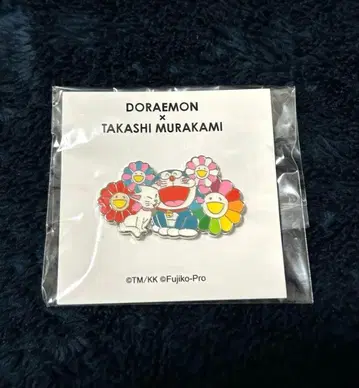 DORAEMON
×
TAKASHI MURAKAMI
©TM/KK ©Fujiko-Pro